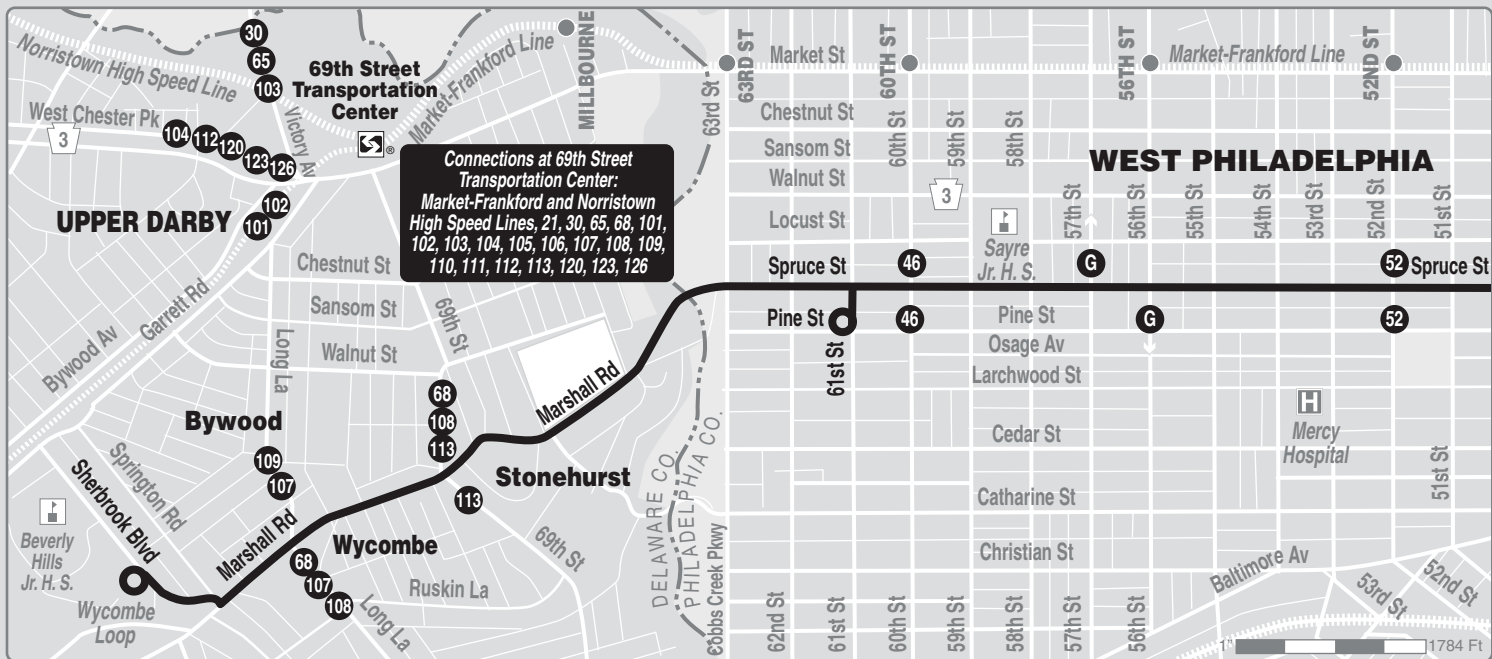 30
65
103
Norristown High Speed Line
69th Street
Transportation
Center
®
Market-Frankford Line
MILLBOURNE
West Chester Pk
3
104
112
120
123
126
Victory Av
Connections at 69th Street
Transportation Center:
Market-Frankford and Norristown
High Speed Lines, 21, 30, 65, 68, 101,
102, 103, 104, 105, 106, 107, 108, 109,
110, 111, 112, 113, 120, 123, 126
UPPER DARBY
102
101
Chestnut St
Sansom St
Walnut St
Garrett Rd
Bywood Av
Long La
69th St
68
108
113
Bywood
109
107
Marshall Rd
Stonehurst
113
69th St
Springton Rd
Sherbrook Blvd
Beverly
Hills
Jr. H. S.
Wycombe
Loop
Marshall Rd
Wycombe
68
107
108
Long La
Ruskin La
DELAWARE CO.
PHILADELPHIA CO.
Cobbs Creek Pkwy
63rd St
63RD ST
Market St
60TH ST
56TH ST
Market-Frankford Line
52ND ST
Chestnut St
Sansom St
Walnut St
Locust St
60th St
59th St
58th St
3
WEST PHILADELPHIA
Sayre
Jr. H. S.
57th St
56th St
55th St
54th St
53rd St
52nd St
51st St
Spruce St
46
G
52
Spruce St
Pine St
46
Pine St
G
52
61st St
Osage Av
Larchwood St
Cedar St
H
Mercy
Hospital
Catharine St
51st St
Christian St
Baltimore Av
53rd St
52nd St
62nd St
61st St
60th St
59th St
58th St
57th St
56th St
1"
1784 Ft